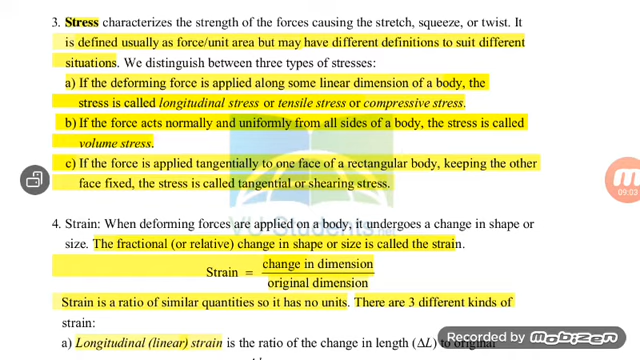 3. Stress characterizes the strength of the forces causing the stretch, squeeze, or twist. It
is defined usually as force/unit area but may have different definitions to suit different
situations. We distinguish between three types of stresses:
a) If the deforming force is applied along some linear dimension of a body, the
stress is called longitudinal stress or tensile stress or compressive stress.
b) If the force acts normally and uniformly from all sides of a body, the stress is called
volume stress.
c) If the force is applied tangentially to one face of a rectangular body, keeping the other
face fixed, the stress is called tangential or shearing stress.
M
09:03
VU-Students.net
4. Strain: When deforming forces are applied on a body, it undergoes a change in shape or
size. The fractional (or relative) change in shape or size is called the strain.
Strain = change in dimension
original dimension
Strain is a ratio of similar quantities so it has no units. There are 3 different kinds of
strain:
a) Longitudinal (linear) strain is the ratio of the change in length (ΔL) to original
Recorded by mobizen